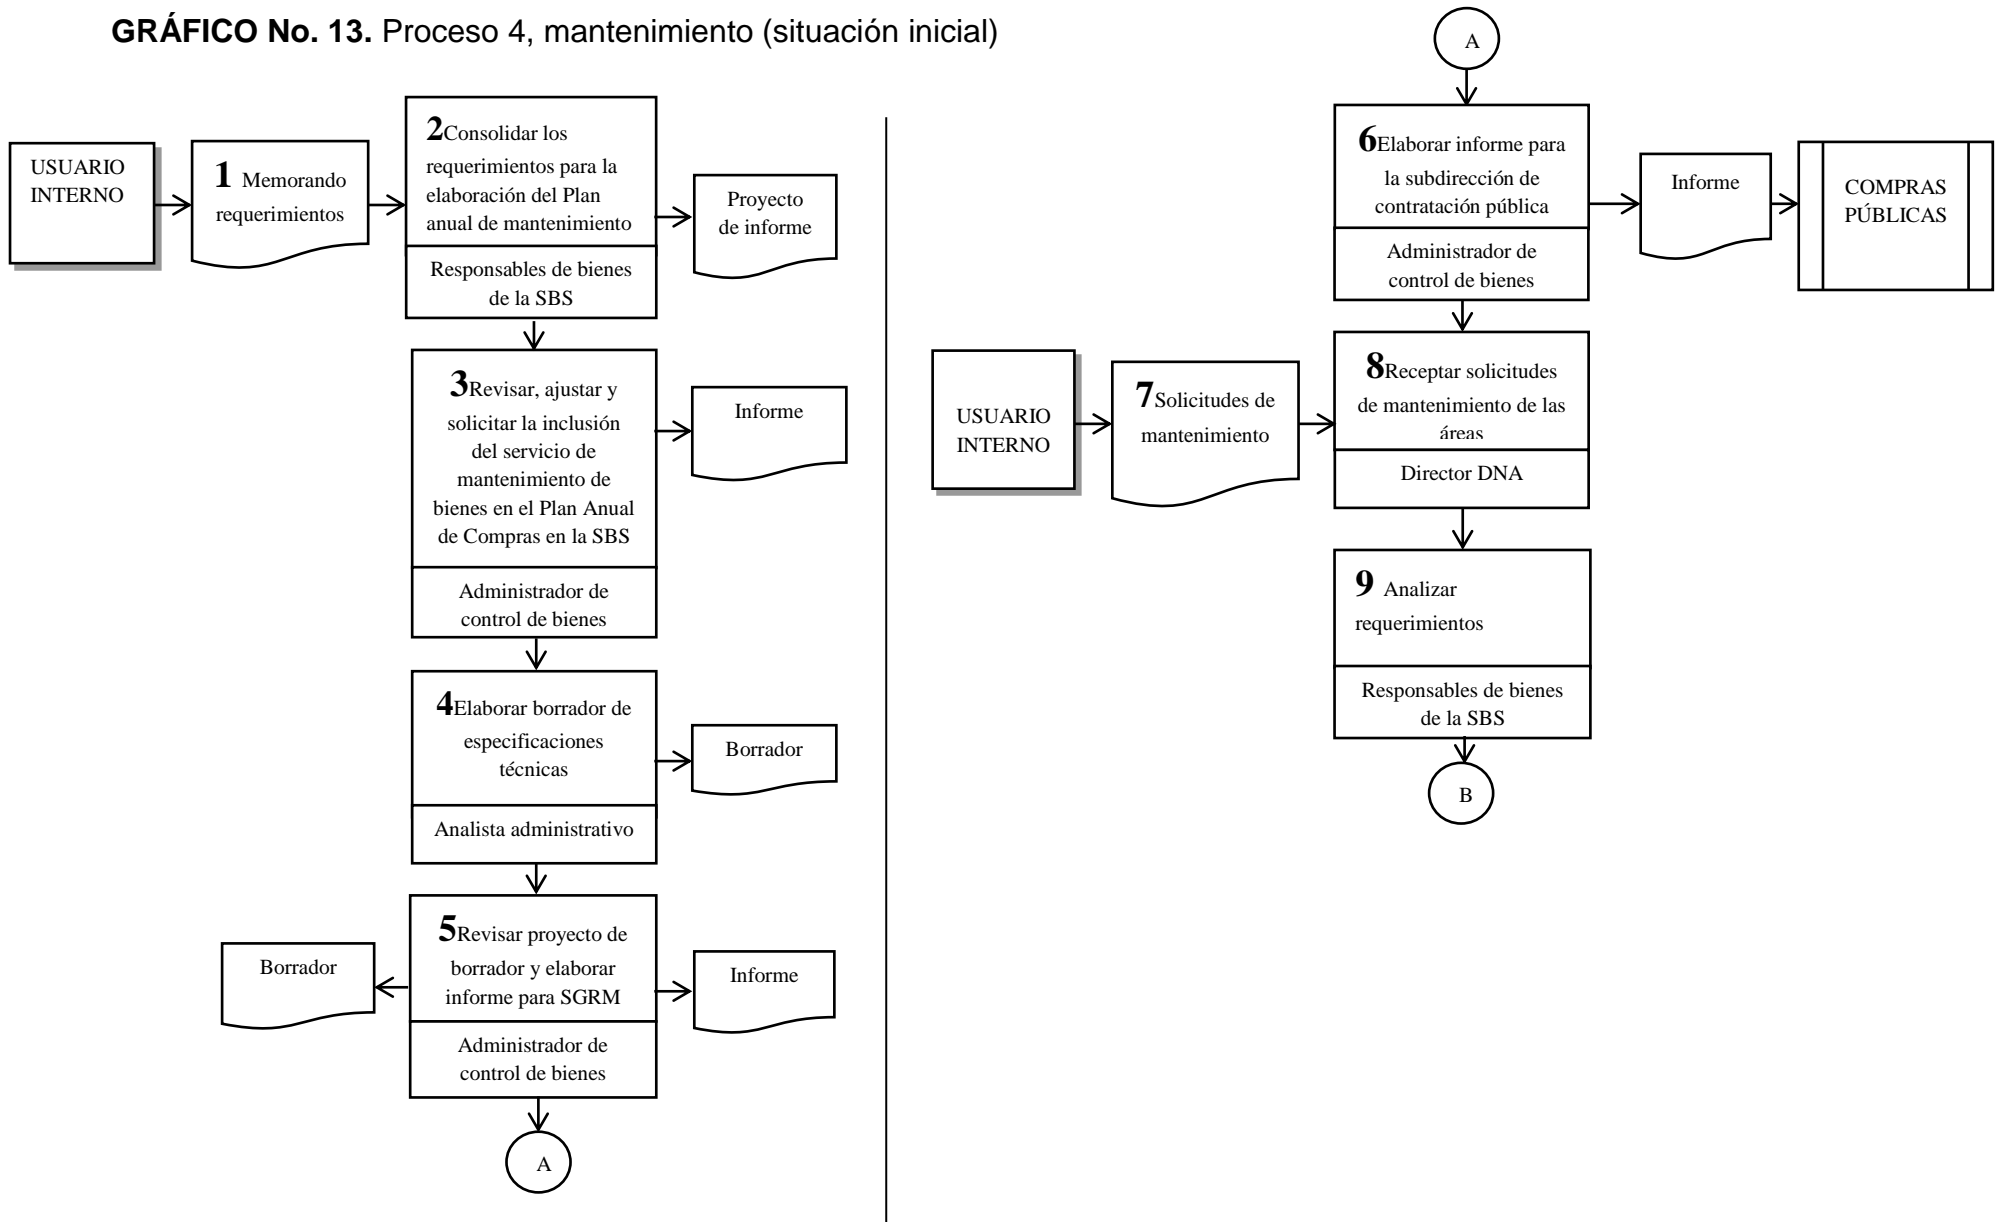 GRÁFICO No. 13. Proceso 4, mantenimiento (situación inicial)
USUARIO
INTERNO
1 Memorando
requerimientos
2Consolidar los
requerimientos para la
elaboración del Plan
anual de mantenimiento
Responsables de bienes
de la SBS
Proyecto
de informe
3Revisar, ajustar y
solicitar la inclusión
del servicio de
mantenimiento de
bienes en el Plan Anual
de Compras en la SBS
Administrador de
control de bienes
Informe
4Elaborar borrador de
especificaciones
técnicas
Analista administrativo
Borrador
5Revisar proyecto de
borrador y elaborar
informe para SGRM
Administrador de
control de bienes
Borrador
Informe
A
A
6Elaborar informe para
la subdirección de
contratación pública
Administrador de
control de bienes
Informe
COMPRAS
PÚBLICAS
USUARIO
INTERNO
7Solicitudes de
mantenimiento
8Receptar solicitudes
de mantenimiento de las
áreas
Director DNA
9 Analizar
requerimientos
Responsables de bienes
de la SBS
B